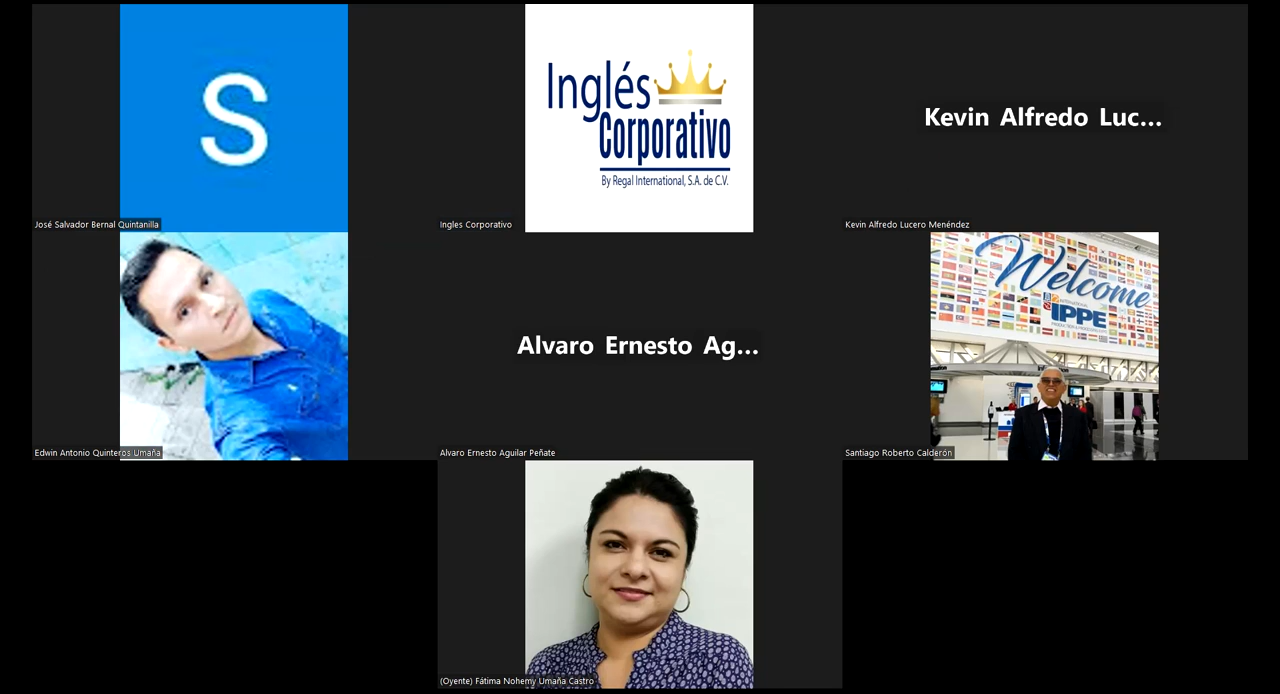 S
Inglés
Corporativo
By Regal International, S.A. de C.V.
Kevin Alfredo Luc...
José Salvador Bernal Quintanilla
Ingles Corporativo
Kevin Alfredo Lucero Menéndez
Welcome
IPPE
Alvaro Ernesto Ag...
Edwin Antonio Quinteros Umaña
Alvaro Ernesto Aguilar Peñate
Santiago Roberto Calderón
(Oyente) Fátima Nohemy Umaña Castro